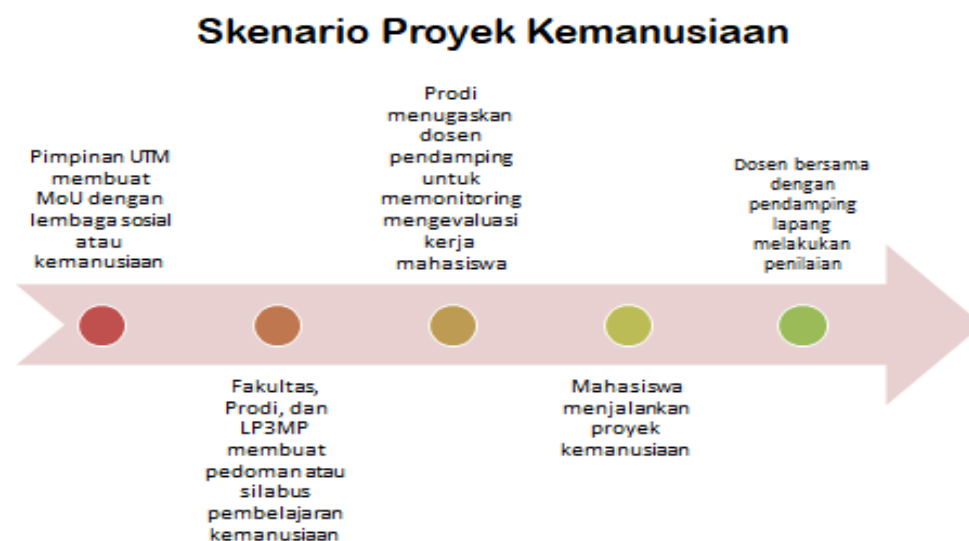 Skenario Proyek Kemanusiaan
Pimpinan UTM
membuat
MoU dengan
lembaga sosial
atau
kemanusiaan
Fakultas,
Prodi, dan
LP3MP
membuat
pedoman atau
silabus
pembelajaran
kemanusiaan
Prodi
menugaskan
dosen
pendamping
untuk
memonitoring
mengevaluasi
kerja
mahasiswa
Mahasiswa
menjalankan
proyek
kemanusiaan
Dosen bersama
dengan
pendamping
lapang
melakukan
penilaian